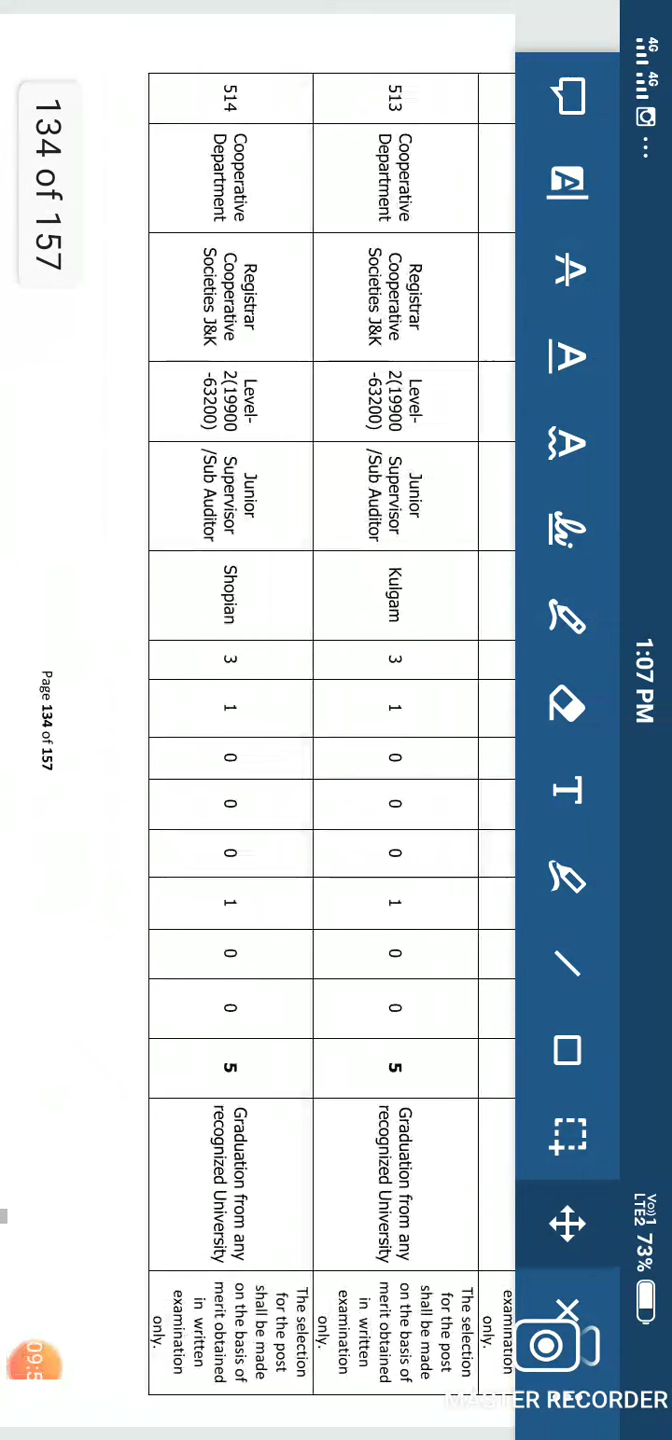 4G 4G ...
1:07 PM
Vo)) 1
LTE2 73%
examination
only.
513
Cooperative
Department
Registrar
Cooperative
Societies J&K
Level-
2(19900
-63200)
Junior
Supervisor
/Sub Auditor
Kulgam
3
1
0
0
0
1
0
0
5
Graduation from any
recognized University
The selection
for the post
shall be made
on the basis of
merit obtained
in written
examination
only.
514
Cooperative
Department
Registrar
Cooperative
Societies J&K
Level-
2(19900
-63200)
Junior
Supervisor
/Sub Auditor
Shopian
3
1
0
0
0
1
0
0
5
Graduation from any
recognized University
The selection
for the post
shall be made
on the basis of
merit obtained
in written
examination
only.
134 of 157
Page 134 of 157
MASTER RECORDER